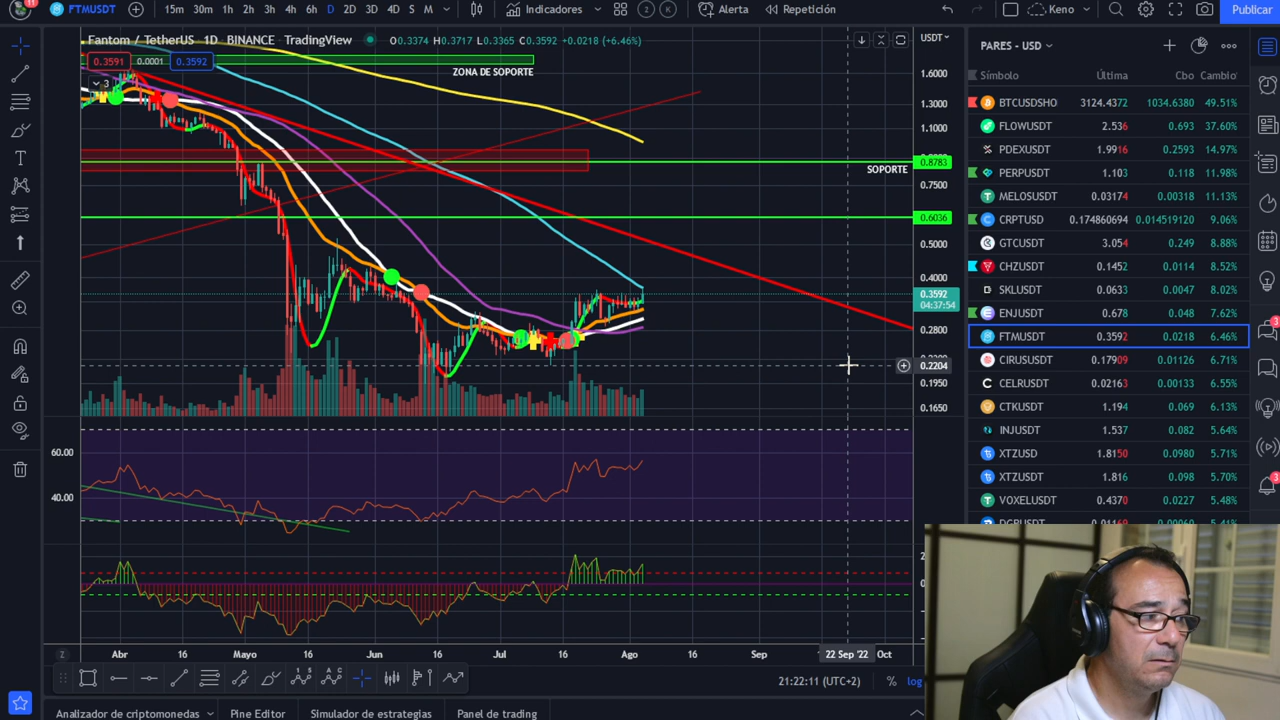 11
FTMUSDT
15m 30m 1h 2h 3h 4h 6h D 2D 3D 4D S M
Indicadores
2
K
Alerta
Repetición
Keno
Publicar
Fantom / TetherUS 1D BINANCE TradingView
O0.3374 H0.3717 L0.3365 C0.3592 +0.0218 (+6.46%)
0.3591 0.0001 0.3592
3
ZONA DE SOPORTE
SOPORTE
USDT
1.6000
1.3000
1.1000
0.8783
0.7500
0.6036
0.5000
0.4000
0.3592
04:37:54
0.2800
0.2204
0.1950
0.1650
60.00
40.00
Z
Abr 16 Mayo 16 Jun 16 Jul 16 Ago 16 Sep 22 Sep '22 Oct
21:22:11 (UTC+2)
% log
Analizador de criptomonedas
Pine Editor
Simulador de estrategias
Panel de trading
PARES - USD
Símbolo Última Cbo Cambio
BTCUSDSHO 3124.4372 1034.6380 49.51%
FLOWUSDT 2.536 0.693 37.60%
PDEXUSDT 1.9916 0.2593 14.97%
PERPUSDT 1.103 0.118 11.98%
MELOSUSDT 0.03174 0.00318 11.13%
CRPTUSD 0.174860694 0.014519120 9.06%
GTCUSDT 3.054 0.249 8.88%
CHZUSDT 0.1452 0.0114 8.52%
SKLUSDT 0.0633 0.0047 8.02%
ENJUSDT 0.678 0.048 7.62%
FTMUSDT 0.3592 0.0218 6.46%
CIRUSUSDT 0.17909 0.01126 6.71%
CELRUSDT 0.02163 0.00133 6.55%
CTKUSDT 1.194 0.069 6.13%
INJUSDT 1.537 0.082 5.64%
XTZUSD 1.8150 0.0980 5.71%
XTZUSDT 1.816 0.098 5.70%
VOXELUSDT 0.4370 0.0227 5.48%
3
3